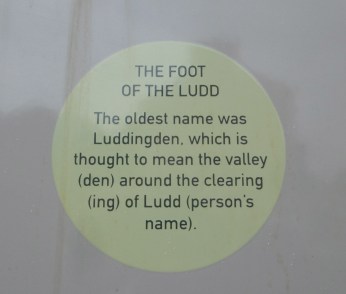 THE FOOT
OF THE LUDD
The oldest name was
Luddingden, which is
thought to mean the valley
(den) around the clearing
(ing) of Ludd (person's
name).